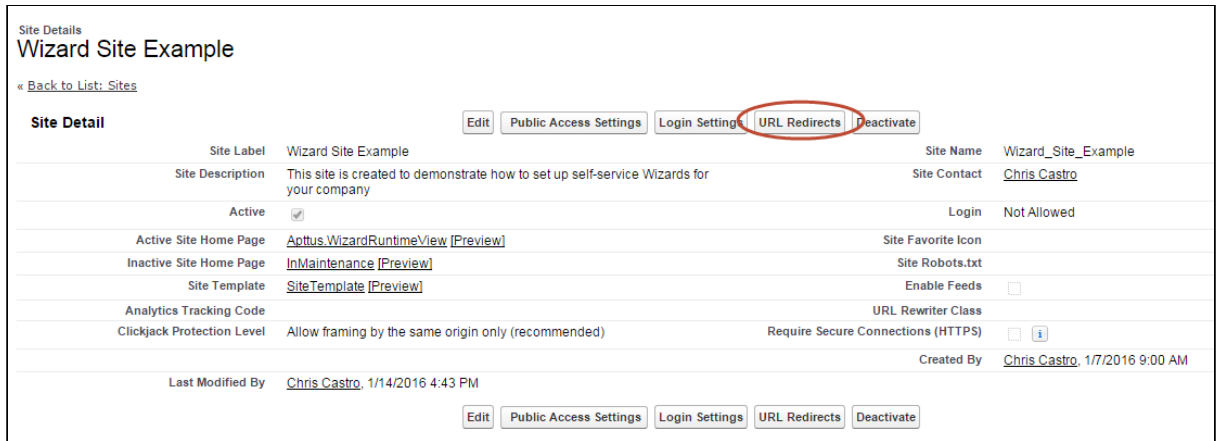 Site Details
Wizard Site Example
« Back to List: Sites
Site Detail
Edit Public Access Settings Login Settings URL Redirects Deactivate
Site Label Wizard Site Example Site Name Wizard_Site_Example
Site Description This site is created to demonstrate how to set up self-service Wizards for Site Contact Chris Castro
your company
Active Login Not Allowed
Active Site Home Page Apttus.WizardRuntimeView [Preview] Site Favorite Icon
Inactive Site Home Page InMaintenance [Preview] Site Robots.txt
Site Template SiteTemplate [Preview] Enable Feeds
Analytics Tracking Code URL Rewriter Class
Clickjack Protection Level Allow framing by the same origin only (recommended) Require Secure Connections (HTTPS) i
Created By Chris Castro, 1/7/2016 9:00 AM
Last Modified By Chris Castro, 1/14/2016 4:43 PM
Edit Public Access Settings Login Settings URL Redirects Deactivate